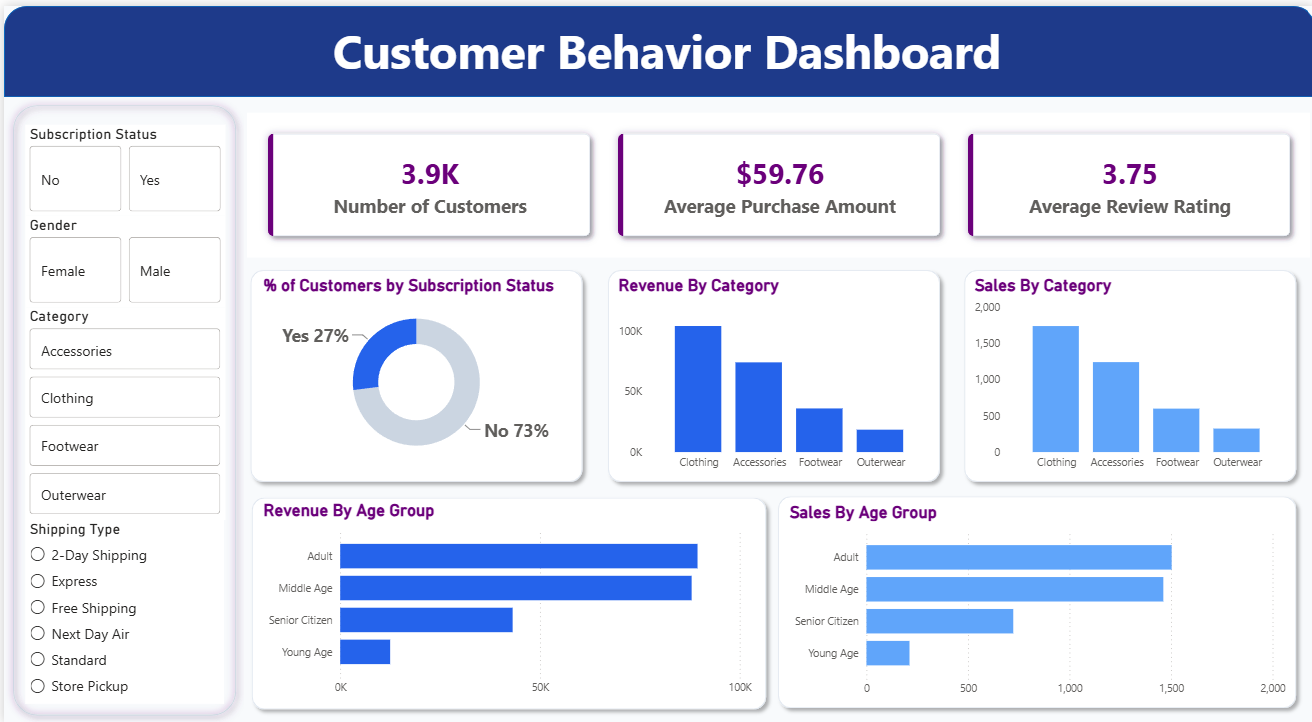 Customer Behavior Dashboard
Subscription Status
No
Yes
Gender
Female
Male
Category
Accessories
Clothing
Footwear
Outerwear
Shipping Type
2-Day Shipping
Express
Free Shipping
Next Day Air
Standard
Store Pickup
3.9K
Number of Customers
$59.76
Average Purchase Amount
3.75
Average Review Rating
% of Customers by Subscription Status
Yes 27%
No 73%
Revenue By Category
100K
50K
0K
Clothing Accessories Footwear Outerwear
Sales By Category
2,000
1,500
1,000
500
0
Clothing Accessories Footwear Outerwear
Revenue By Age Group
Adult
Middle Age
Senior Citizen
Young Age
0K 50K 100K
Sales By Age Group
Adult
Middle Age
Senior Citizen
Young Age
0 500 1,000 1,500 2,000